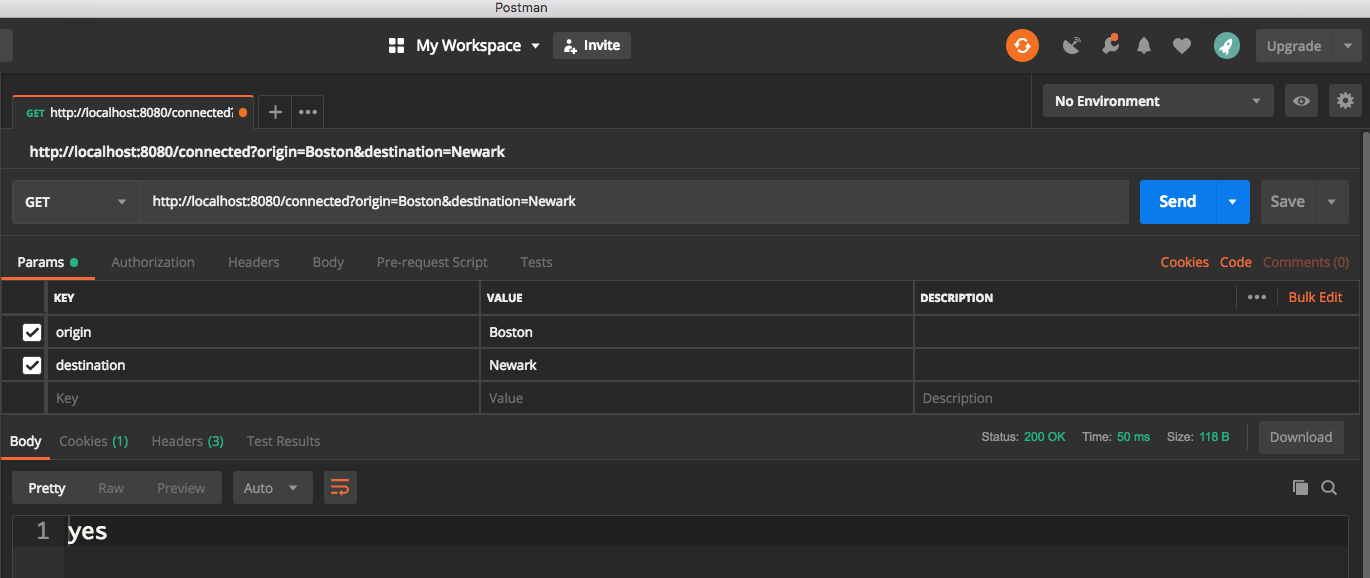 Postman
My Workspace Invite Upgrade
GET http://localhost:8080/connected? No Environment
http://localhost:8080/connected?origin=Boston&destination=Newark
GET http://localhost:8080/connected?origin=Boston&destination=Newark Send Save
Params Authorization Headers Body Pre-request Script Tests Cookies Code Comments (0)
KEY VALUE DESCRIPTION Bulk Edit
origin Boston
destination Newark
Key Value Description
Body Cookies (1) Headers (3) Test Results Status: 200 OK Time: 50 ms Size: 118 B Download
Pretty Raw Preview Auto
1 yes